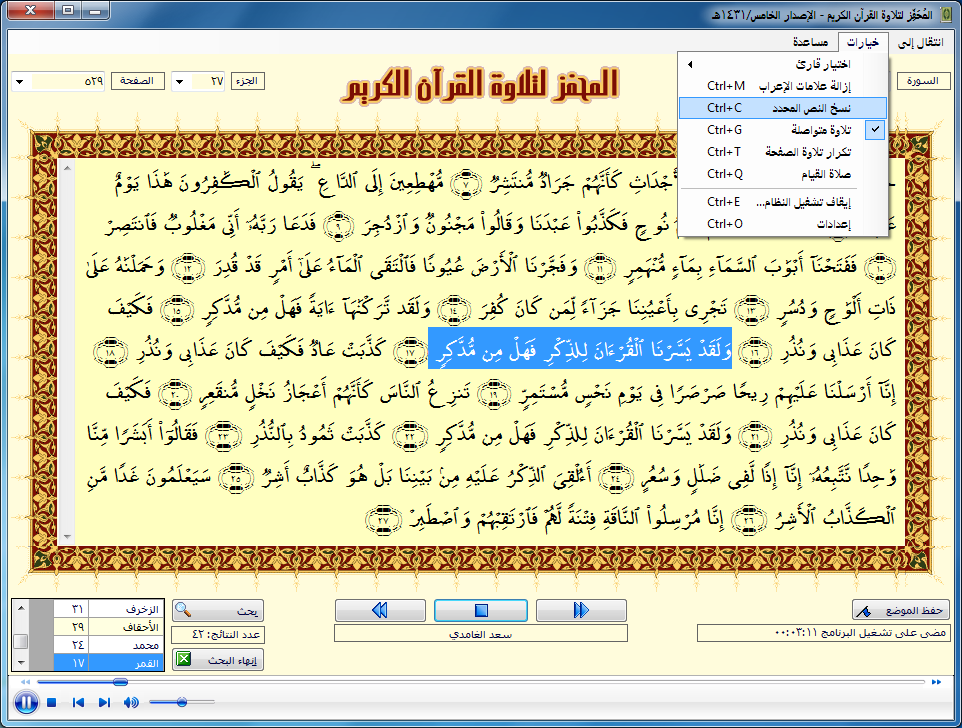 المُحَفِّز لتلاوة القرآن الكريم - الإصدار الخامس/١٤٣١هـ
انتقال إلى خيارات مساعدة
السورة
الجزء ٢٧ الصفحة ٥٢٩
المحفز لتلاوة القرآن الكريم
اختيار قارئ
إزالة علامات الإعراب Ctrl+M
نسخ النص المحدد Ctrl+C
تلاوة متواصلة Ctrl+G
تكرار تلاوة الصفحة Ctrl+T
صلاة القيام Ctrl+Q
إيقاف تشغيل النظام... Ctrl+E
إعدادات Ctrl+O
ٱلۡأَجۡدَاثِ كَأَنَّهُمۡ جَرَادٞ مُّنتَشِرٞ ٧ مُّهۡطِعِينَ إِلَى ٱلدَّاعِۖ يَقُولُ ٱلۡكَٰفِرُونَ هَٰذَا يَوۡمٌ
نُوحٖ فَكَذَّبُواْ عَبۡدَنَا وَقَالُواْ مَجۡنُونٞ وَٱزۡدُجِرَ ٩ فَدَعَا رَبَّهُۥٓ أَنِّي مَغۡلُوبٞ فَٱنتَصِرۡ
١٠ فَفَتَحۡنَآ أَبۡوَٰبَ ٱلسَّمَآءِ بِمَآءٖ مُّنۡهَمِرٖ ١١ وَفَجَّرۡنَا ٱلۡأَرۡضَ عُيُونٗا فَٱلۡتَقَى ٱلۡمَآءُ عَلَىٰٓ أَمۡرٖ قَدۡ قُدِرَ ١٢ وَحَمَلۡنَٰهُ عَلَىٰ
ذَاتِ أَلۡوَٰحٖ وَدُسُرٖ ١٣ تَجۡرِي بِأَعۡيُنِنَا جَزَآءٗ لِّمَن كَانَ كُفِرَ ١٤ وَلَقَد تَّرَكۡنَٰهَآ ءَايَةٗ فَهَلۡ مِن مُّدَّكِرٖ ١٥ فَكَيۡفَ
كَانَ عَذَابِي وَنُذُرِ ١٦ وَلَقَدۡ يَسَّرۡنَا ٱلۡقُرۡءَانَ لِلذِّكۡرِ فَهَلۡ مِن مُّدَّكِرٖ ١٧ كَذَّبَتۡ عَادٞ فَكَيۡفَ كَانَ عَذَابِي وَنُذُرِ ١٨
إِنَّآ أَرۡسَلۡنَا عَلَيۡهِمۡ رِيحٗا صَرۡصَرٗا فِي يَوۡمِ نَحۡسٖ مُّسۡتَمِرّٖ ١٩ تَنزِعُ ٱلنَّاسَ كَأَنَّهُمۡ أَعۡجَازُ نَخۡلٖ مُّنقَعِرٖ ٢٠ فَكَيۡفَ
كَانَ عَذَابِي وَنُذُرِ ٢١ وَلَقَدۡ يَسَّرۡنَا ٱلۡقُرۡءَانَ لِلذِّكۡرِ فَهَلۡ مِن مُّدَّكِرٖ ٢٢ كَذَّبَتۡ ثَمُودُ بِٱلنُّذُرِ ٢٣ فَقَالُوٓاْ أَبَشَرٗا مِّنَّا
وَٰحِدٗا نَّتَّبِعُهُۥٓ إِنَّآ إِذٗا لَّفِي ضَلَٰلٖ وَسُعُرٍ ٢٤ أَءُلۡقِيَ ٱلذِّكۡرُ عَلَيۡهِ مِنۢ بَيۡنِنَا بَلۡ هُوَ كَذَّابٌ أَشِرٞ ٢٥ سَيَعۡلَمُونَ غَدٗا مَّنِ
ٱلۡكَذَّابُ ٱلۡأَشِرُ ٢٦ إِنَّا مُرۡسِلُواْ ٱلنَّاقَةِ فِتۡنَةٗ لَّهُمۡ فَٱرۡتَقِبۡهُمۡ وَٱصۡطَبِرۡ ٢٧
حفظ الموضع
مضى على تشغيل البرنامج ٠٠:٠٣:١١
سعد الغامدي
بحث
عدد النتائج: ٤٢
إنهاء البحث
الزخرف ٣١
الأحقاف ٢٩
محمد ٢٤
القمر ١٧